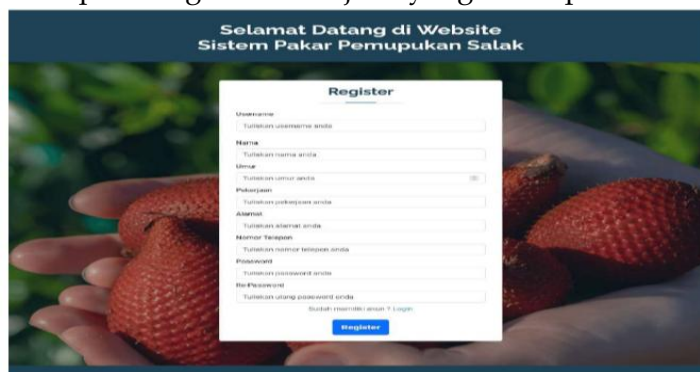 Selamat Datang di Website
Sistem Pakar Pemupukan Salak
Register
Username
Tuliskan username anda
Nama
Tuliskan nama anda
Umur
Tuliskan umur anda
Pekerjaan
Tuliskan pekerjaan anda
Alamat
Tuliskan alamat anda
Nomor Telepon
Tuliskan nomor telepon anda
Password
Tuliskan password anda
Re-Password
Tuliskan ulang password anda
Sudah memiliki akun ? Login
Register